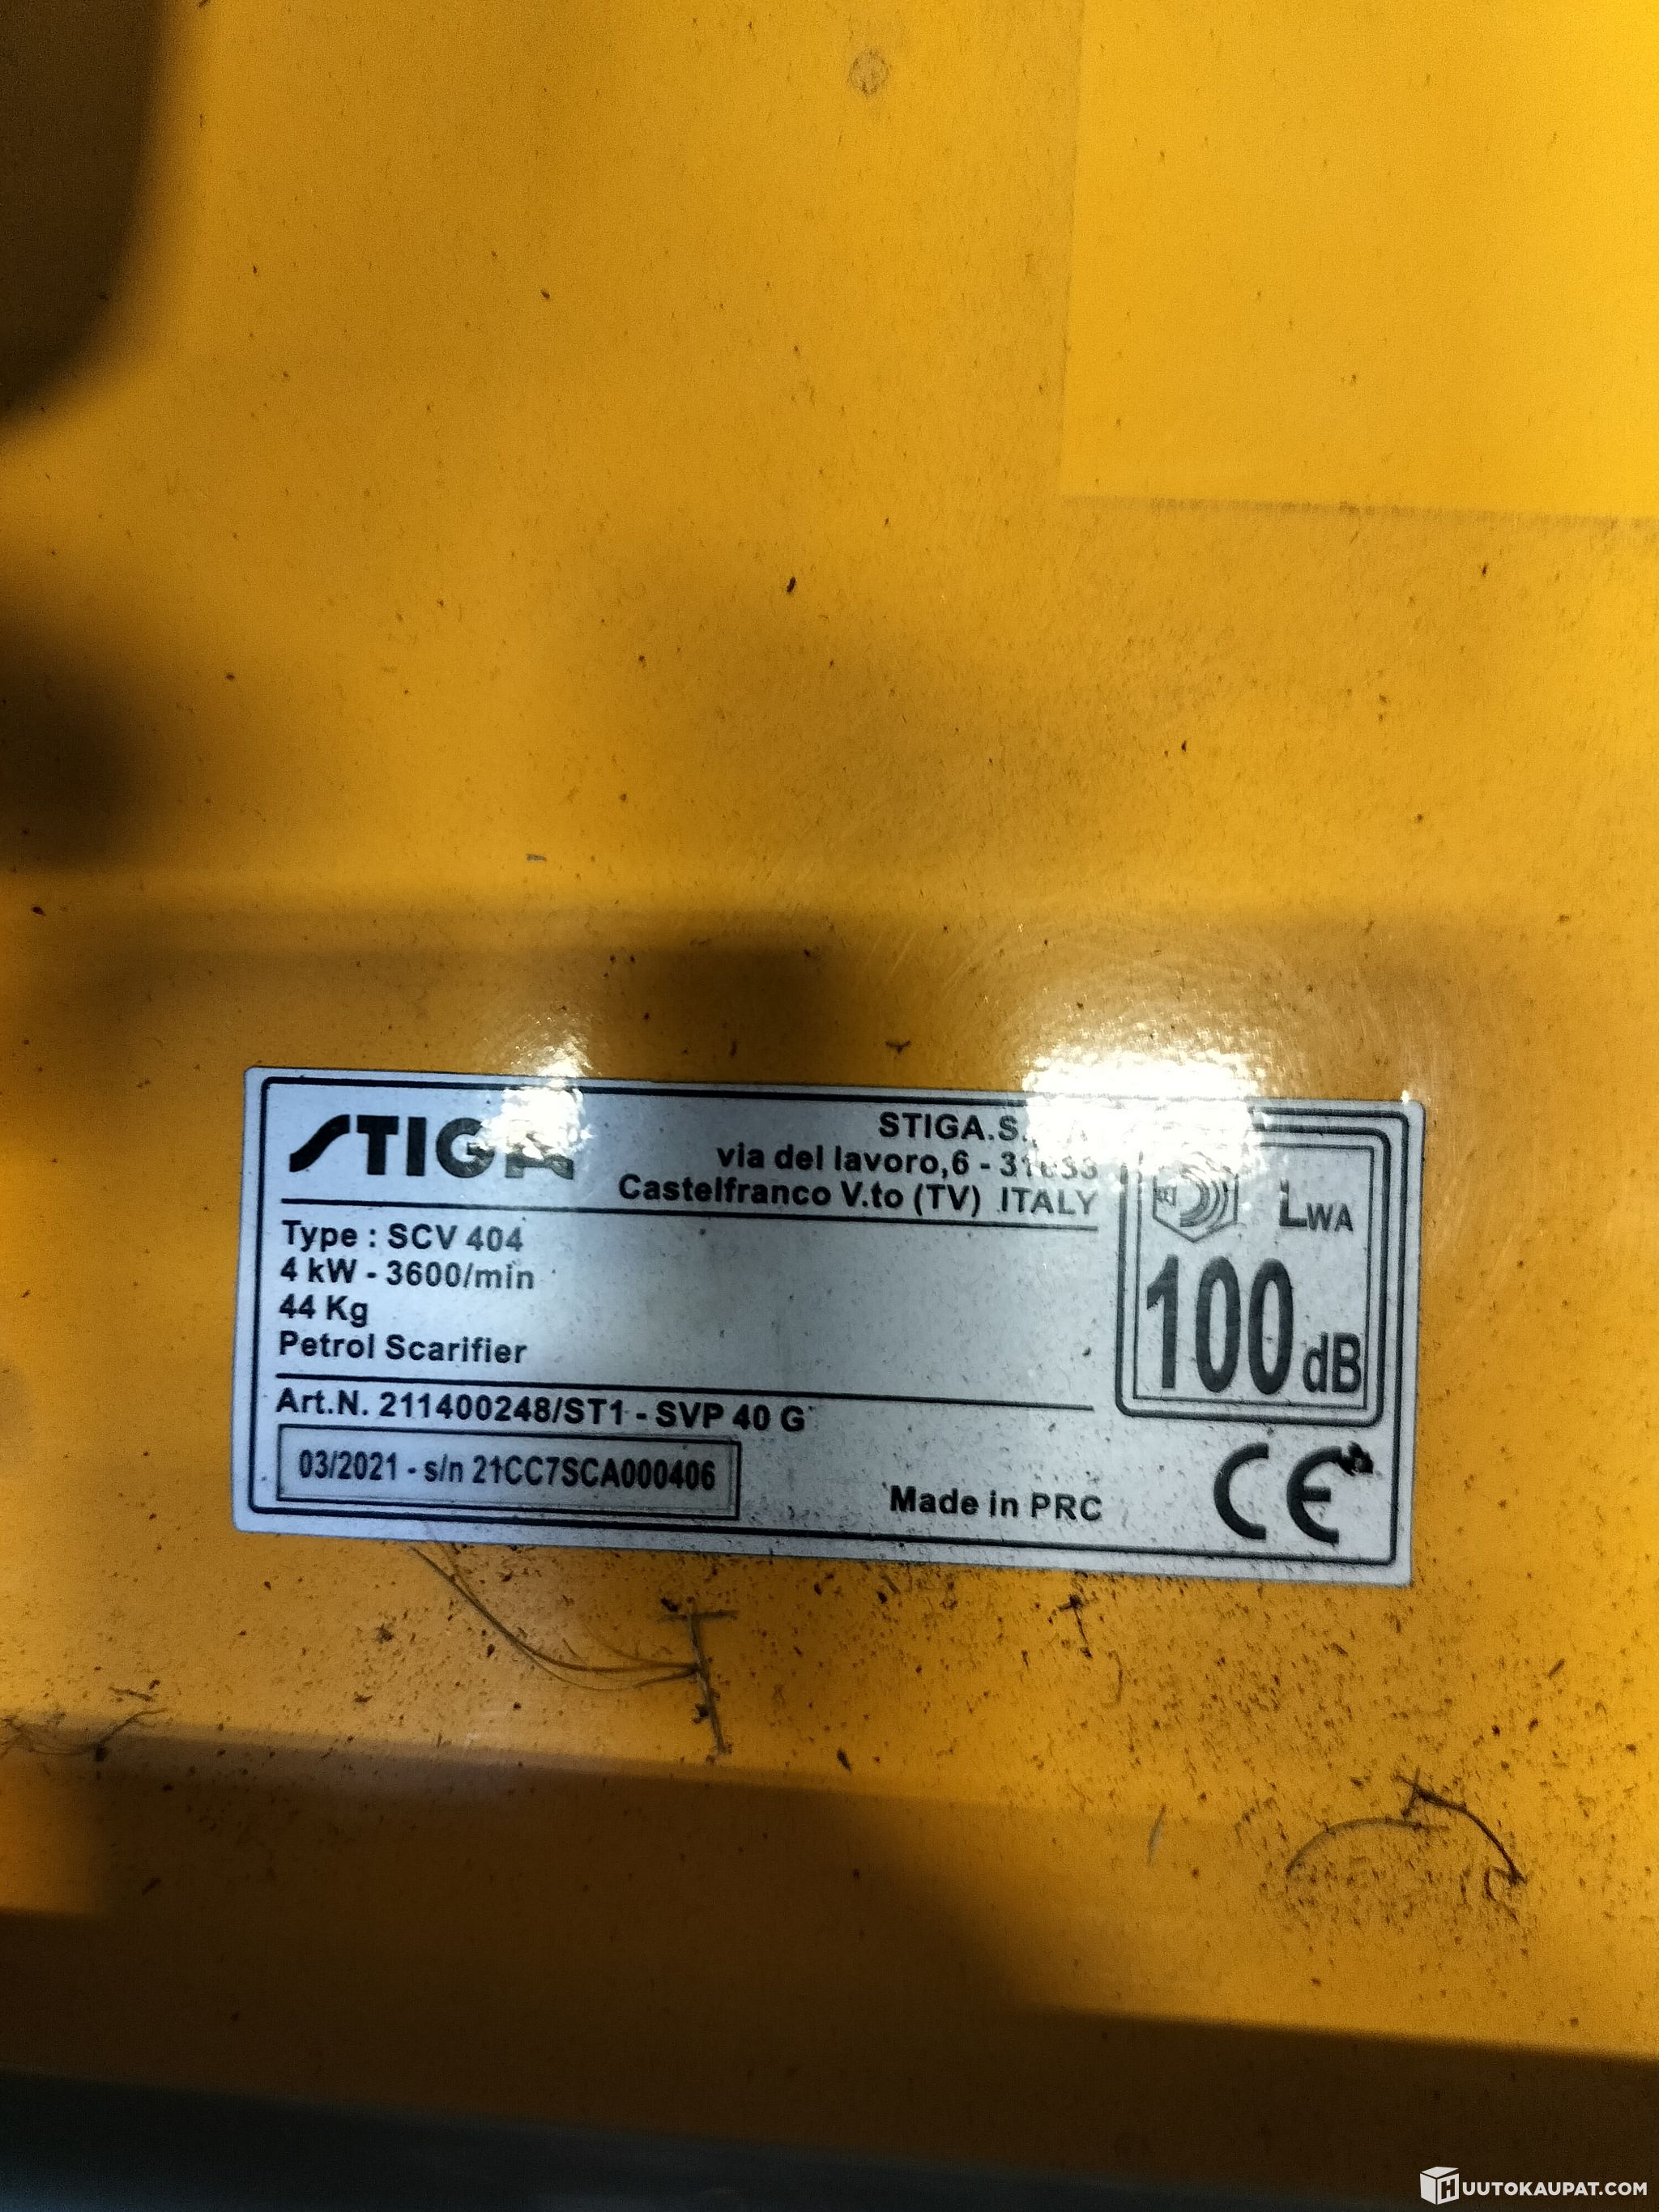 STIGA
STIGA.S.
via del lavoro,6 -
Castelfranco V.to (TV) ITALY
Type : SCV 404
4 kW - 3600/min
44 Kg
Petrol Scarifier
LWA
100 dB
Art.N. 211400248/ST1 - SVP 40 G
03/2021 - s/n 21CC7SCA000406
Made in PRC
CE
HUUTOKAUPAT.COM